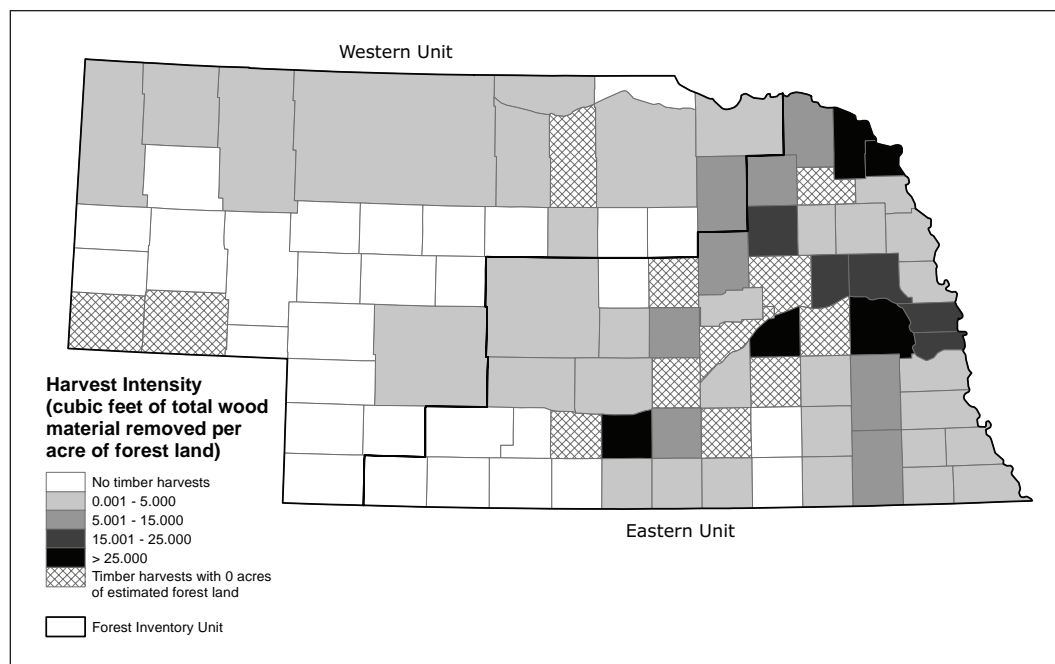 Western Unit
Harvest Intensity
(cubic feet of total wood
material removed per
acre of forest land)
No timber harvests
0.001 - 5.000
5.001 - 15.000
15.001 - 25.000
> 25.000
Timber harvests with 0 acres
of estimated forest land
Forest Inventory Unit
Eastern Unit